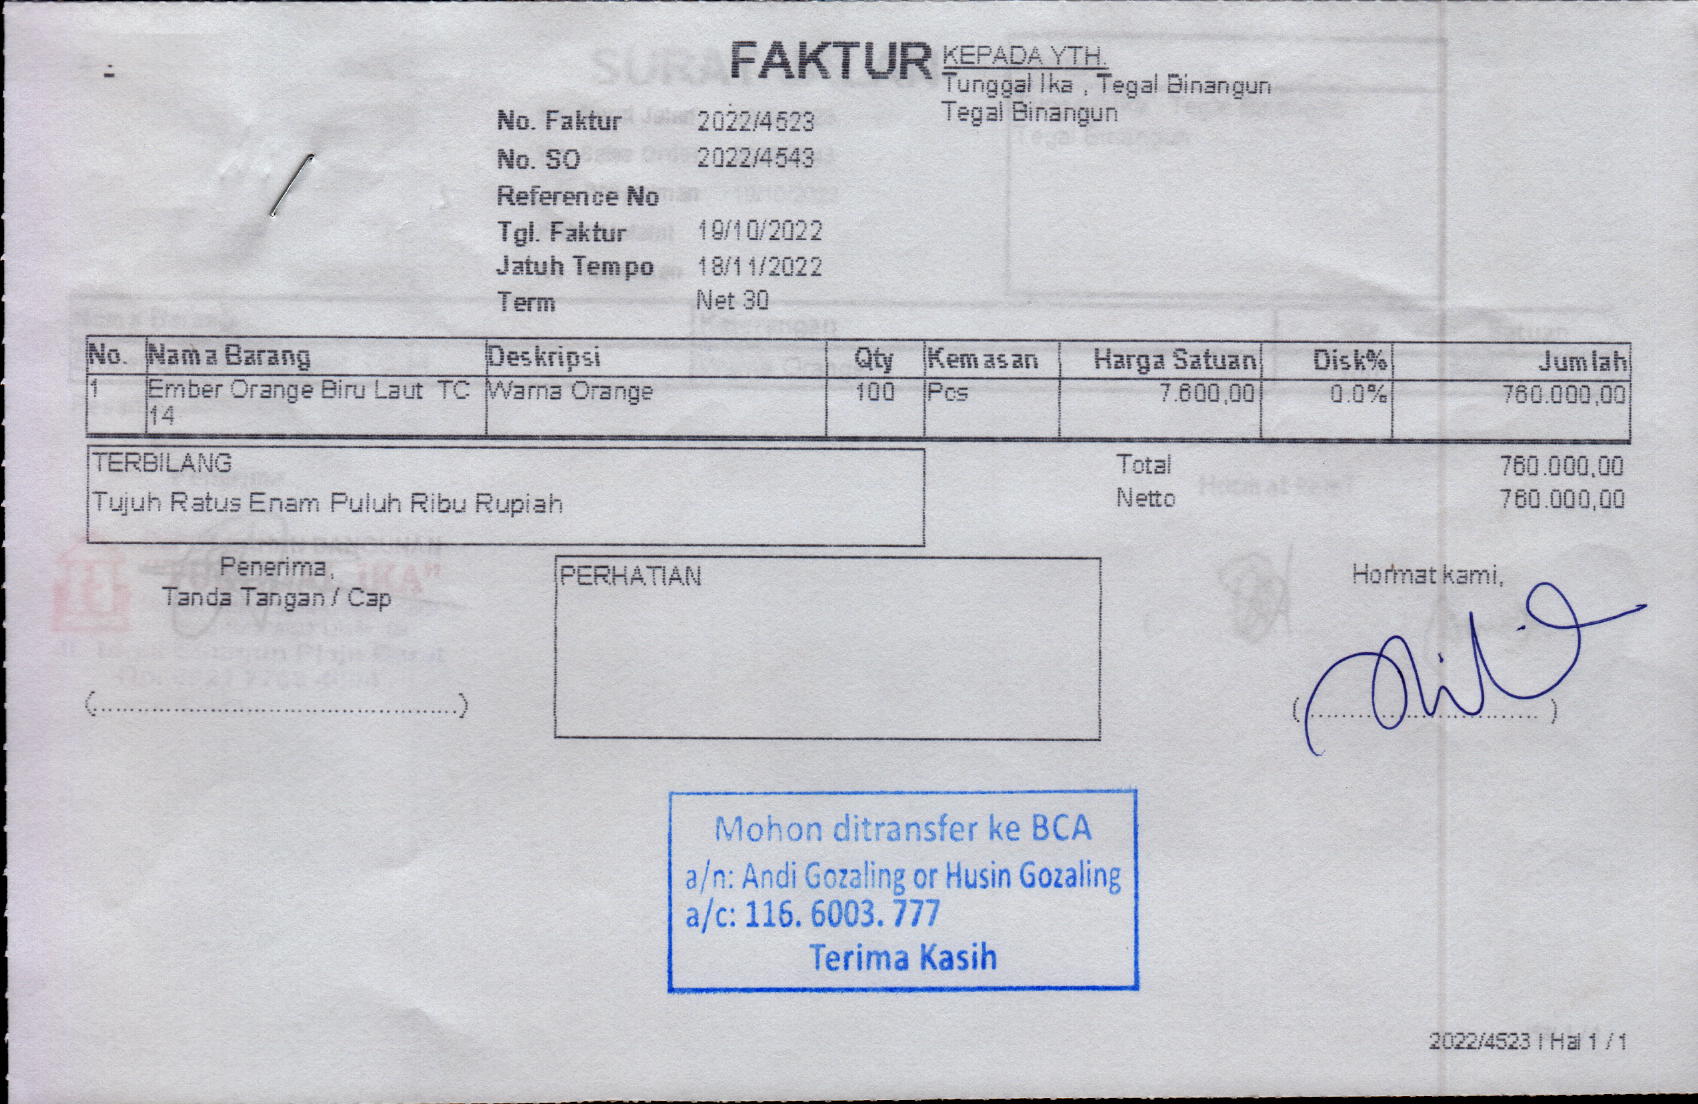 FAKTUR
KEPADA YTH.
Tunggal Ika , Tegal Binangun
Tegal Binangun
No. Faktur 2022/4523
No. SO 2022/4543
Reference No
Tgl. Faktur 19/10/2022
Jatuh Tempo 18/11/2022
Term Net 30
No. Nama Barang Deskripsi Qty Kemasan Harga Satuan Disk% Jumlah
1 Ember Orange Biru Laut TC Warna Orange 100 Pcs 7.600,00 0.0% 760.000,00
14
TERBILANG
Tujuh Ratus Enam Puluh Ribu Rupiah
Total 760.000,00
Netto 760.000,00
Penerima,
Tanda Tangan / Cap
PERHATIAN
Hormat kami,
Mohon ditransfer ke BCA
a/n: Andi Gozaling or Husin Gozaling
a/c: 116. 6003. 777
Terima Kasih
2022/4523 | Hal 1 / 1